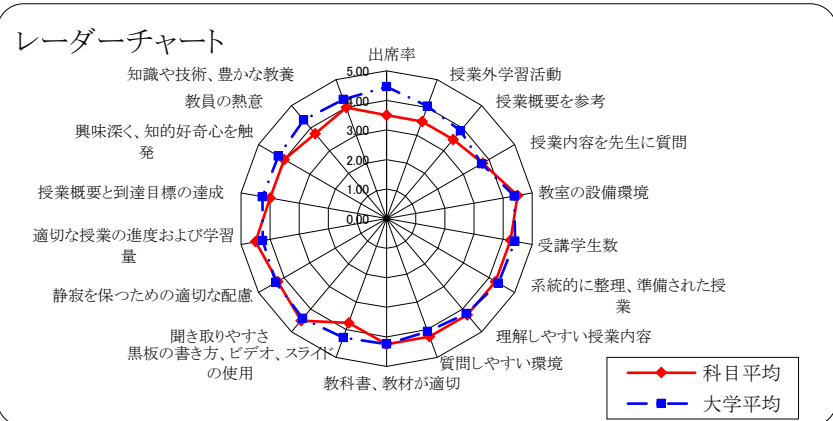 レーダーチャート
出席率
授業外学習活動
授業概要を参考
授業内容を先生に質問
教室の設備環境
受講学生数
系統的に整理、準備された授
業
理解しやすい授業内容
質問しやすい環境
教科書、教材が適切
黒板の書き方、ビデオ、スライド
の使用
聞き取りやすさ
静寂を保つための適切な配慮
適切な授業の進度および学習
量
授業概要と到達目標の達成
興味深く、知的好奇心を触
発
教員の熱意
知識や技術、豊かな教養
5.00
4.00
3.00
2.00
1.00
0.00
科目平均
大学平均